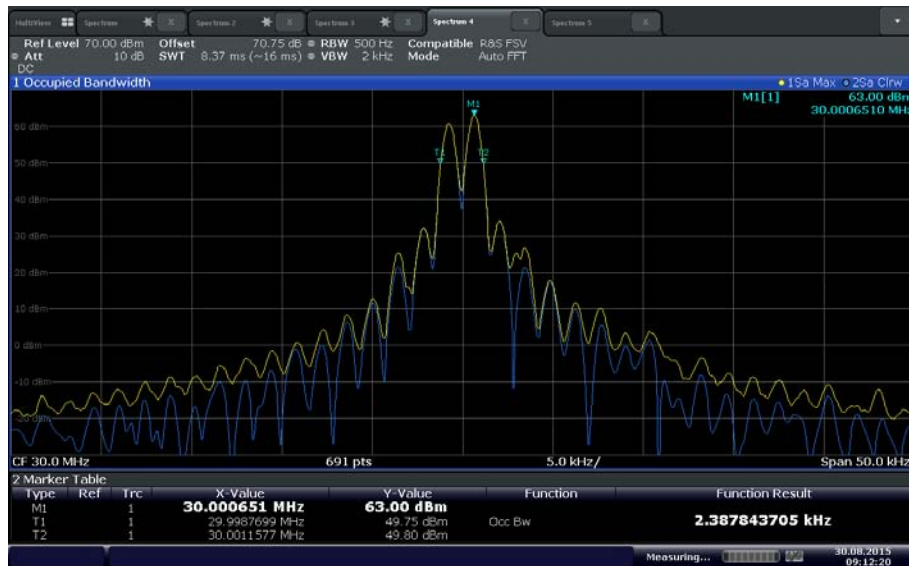 MultiView Spectrum X Spectrum 2 X Spectrum 3 X Spectrum 4 X Spectrum 5 X
Ref Level 70.00 dBm Offset 70.75 dB RBW 500 Hz Compatible R&S FSV
Att 10 dB SWT 8.37 ms (~16 ms) VBW 2 kHz Mode Auto FFT
DC
1 Occupied Bandwidth 1Sa Max 2Sa Clrw
M1[1] 63.00 dBm
30.0006510 MHz
M1
60 dBm
T1 T2
50 dBm
40 dBm
30 dBm
20 dBm
10 dBm
0 dBm
-10 dBm
-20 dBm
CF 30.0 MHz 691 pts 5.0 kHz/ Span 50.0 kHz
2 Marker Table
Type Ref Trc X-Value Y-Value Function Function Result
M1 1 30.000651 MHz 63.00 dBm
T1 1 29.9987699 MHz 49.75 dBm Occ Bw 2.387843705 kHz
T2 1 30.0011577 MHz 49.80 dBm
Measuring... 30.08.2015
09:12:20